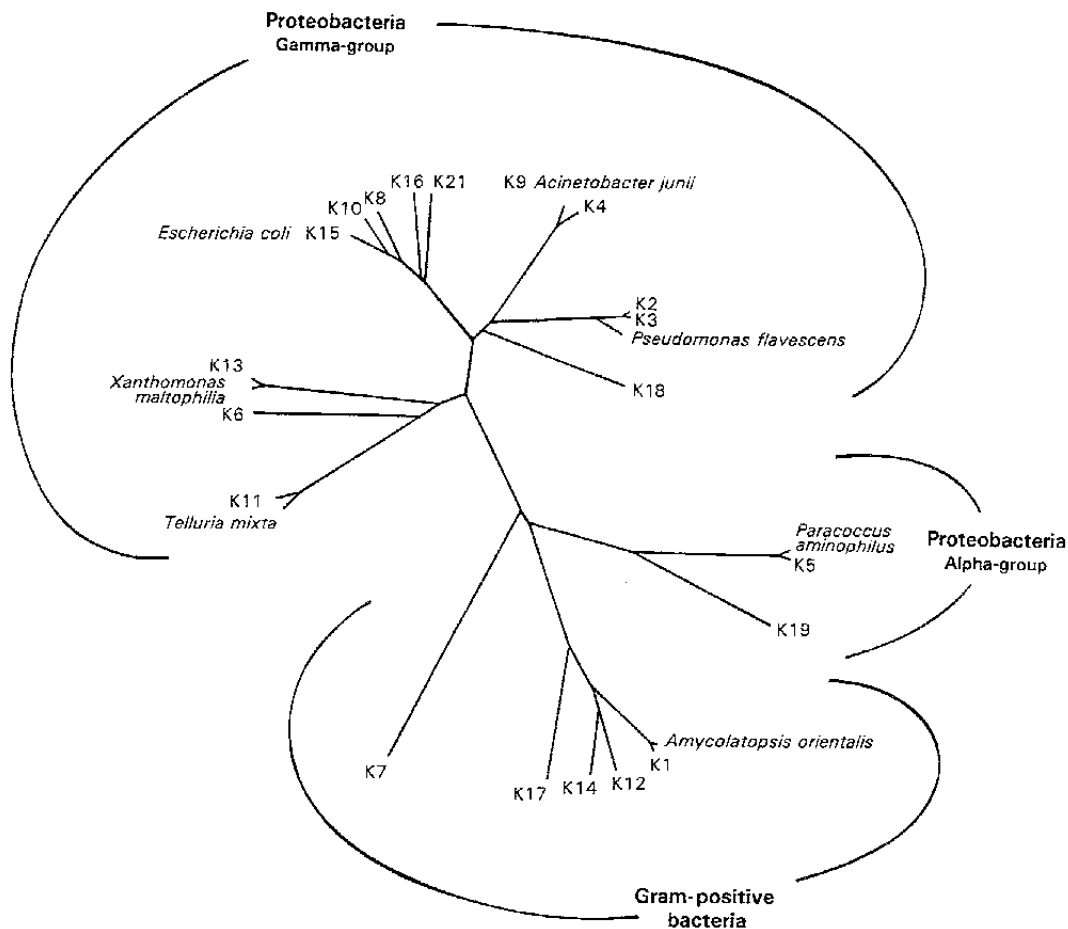 Proteobacteria
Gamma-group
K16 K21
K9 Acinetobacter junii
K8
K10
K4
Escherichia coli K15
K2
K3
Pseudomonas flavescens
K13
Xanthomonas
maltophilia
K18
K6
K11
Telluria mixta
Paracoccus
aminophilus
K5
Proteobacteria
Alpha-group
K19
Amycolatopsis orientalis
K1
K7
K17
K14
K12
Gram-positive
bacteria